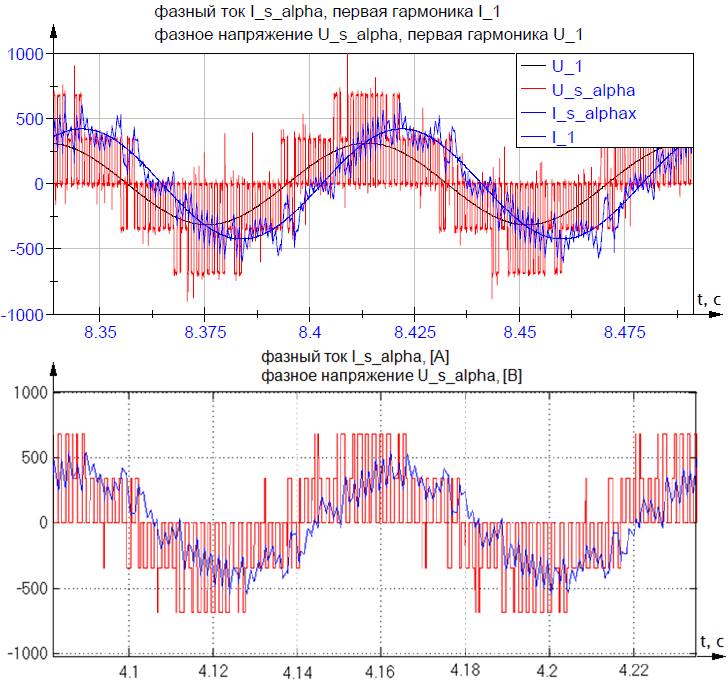 фазный ток I_s_alpha, первая гармоника I_1
фазное напряжение U_s_alpha, первая гармоника U_1
1000
500
0
-500
-1000
U_1
U_s_alpha
I_s_alphax
I_1
t, c
8.35
8.375
8.4
8.425
8.45
8.475
фазный ток I_s_alpha, [A]
фазное напряжение U_s_alpha, [B]
1000
500
0
-500
-1000
t, c
4.1
4.12
4.14
4.16
4.18
4.2
4.22